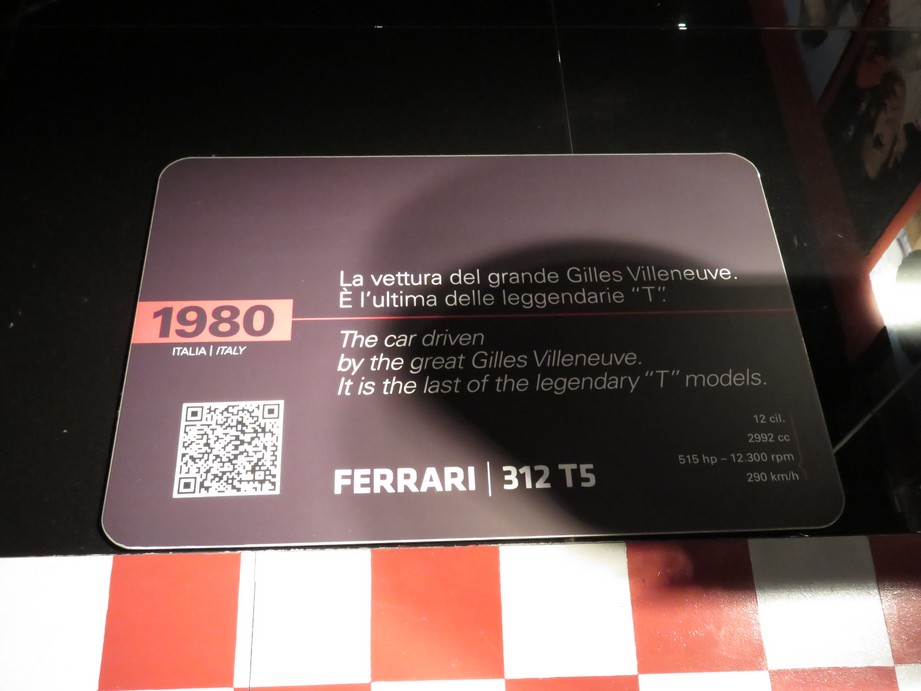 La vettura del grande Gilles Villeneuve.
È l'ultima delle leggendarie "T".
1980
ITALIA | ITALY
The car driven
by the great Gilles Villeneuve.
It is the last of the legendary "T" models.
12 cil.
2992 cc
515 hp – 12.300 rpm
290 km/h
FERRARI | 312 T5